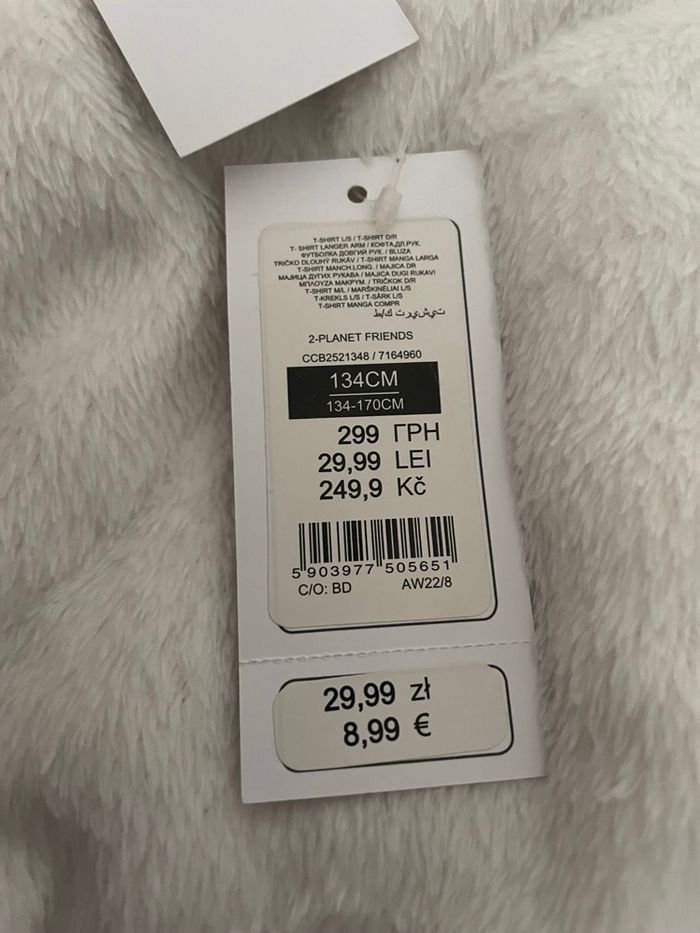 T-SHIRT L/S / T-SHIRT D/R
T- SHIRT LANGER ARM / КОФТА,ДЛ.РУК.
ФУТБОЛКА ДОВГИЙ РУК. / BLUZA
TRIČKO DLOUHÝ RUKÁV / T-SHIRT MANGA LARGA
T-SHIRT MANCH.LONG. / MAJICA DR
МАЈИЦА ДУГИХ РУКАВА / MAJICA DUGI RUKAVI
ΜΠΛΟΥΖΑ ΜΑΚΡΥΜ. / TRIČKOK D/R
T-SHIRT M/L / MARŠKINĖLIAI L/S
T-KREKLS L/S / T-SÄRK L/S
T-SHIRT MANGA COMPR
تيشيرت ك/ط
2-PLANET FRIENDS
CCB2521348 / 7164960
134CM
134-170CM
299 ГРН
29,99 LEI
249,9 Kč
5 903977 505651
C/O: BD AW22/8
29,99 zł
8,99 €